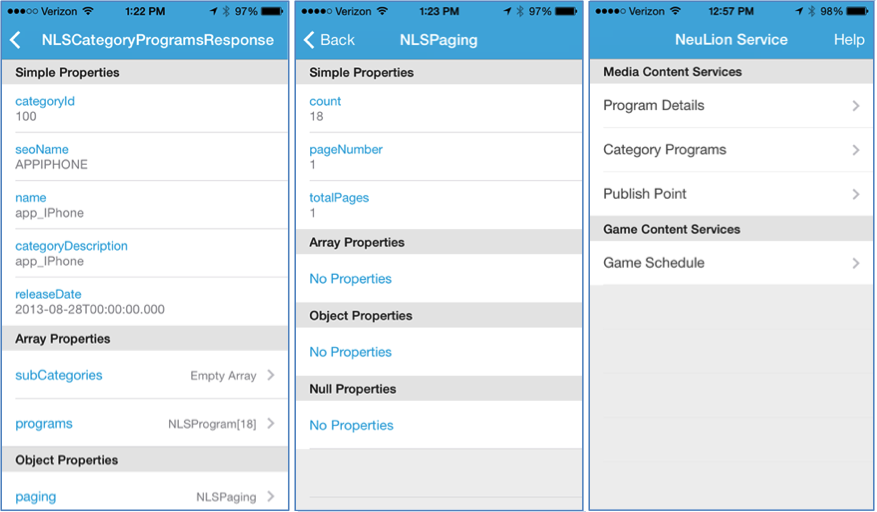 Verizon 1:22 PM 97%
NLSCategoryProgramsResponse
Simple Properties
categoryId
100
seoName
APPIPHONE
name
app_IPhone
categoryDescription
app_IPhone
releaseDate
2013-08-28T00:00:00.000
Array Properties
subCategories Empty Array
programs NLSProgram[18]
Object Properties
paging NLSPaging
Verizon 1:23 PM 97%
Back NLSPaging
Simple Properties
count
18
pageNumber
1
totalPages
1
Array Properties
No Properties
Object Properties
No Properties
Null Properties
No Properties
Verizon 12:57 PM 98%
NeuLion Service Help
Media Content Services
Program Details
Category Programs
Publish Point
Game Content Services
Game Schedule